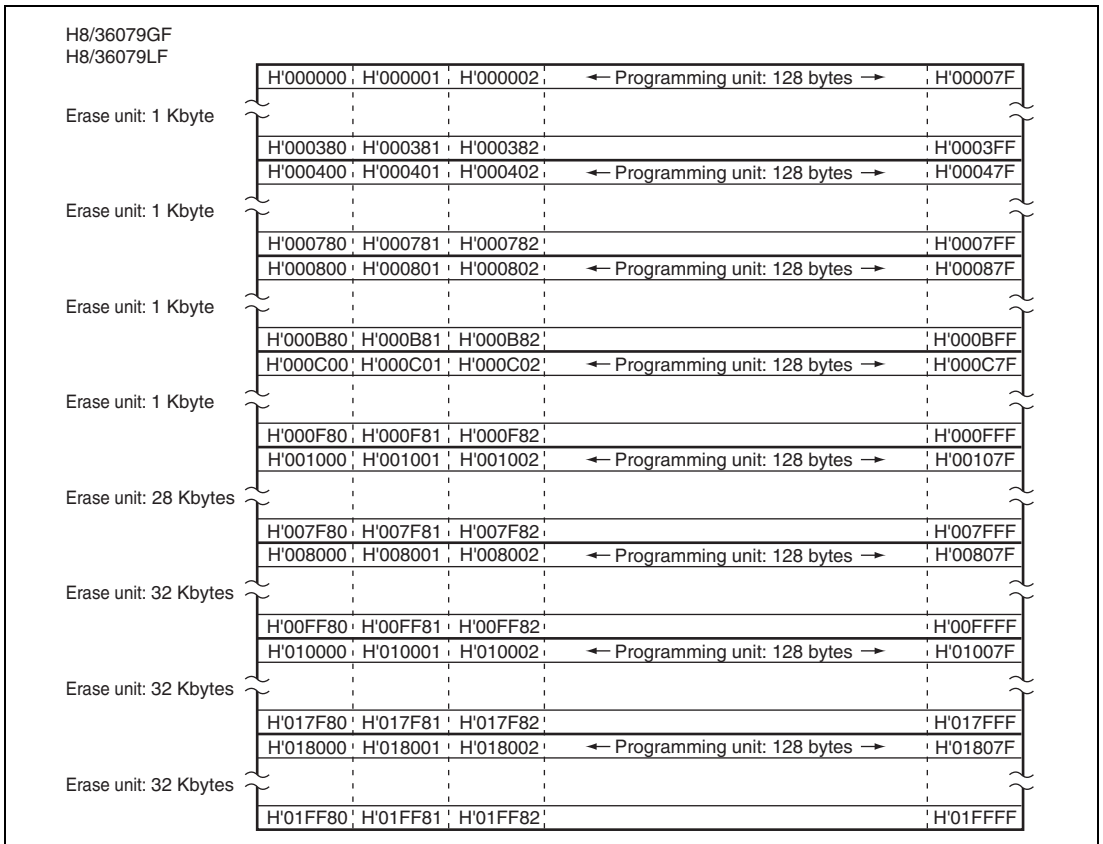 H8/36079GF
H8/36079LF
H'000000 H'000001 H'000002 ← Programming unit: 128 bytes → H'00007F
Erase unit: 1 Kbyte
H'000380 H'000381 H'000382 H'0003FF
H'000400 H'000401 H'000402 ← Programming unit: 128 bytes → H'00047F
Erase unit: 1 Kbyte
H'000780 H'000781 H'000782 H'0007FF
H'000800 H'000801 H'000802 ← Programming unit: 128 bytes → H'00087F
Erase unit: 1 Kbyte
H'000B80 H'000B81 H'000B82 H'000BFF
H'000C00 H'000C01 H'000C02 ← Programming unit: 128 bytes → H'000C7F
Erase unit: 1 Kbyte
H'000F80 H'000F81 H'000F82 H'000FFF
H'001000 H'001001 H'001002 ← Programming unit: 128 bytes → H'00107F
Erase unit: 28 Kbytes
H'007F80 H'007F81 H'007F82 H'007FFF
H'008000 H'008001 H'008002 ← Programming unit: 128 bytes → H'00807F
Erase unit: 32 Kbytes
H'00FF80 H'00FF81 H'00FF82 H'00FFFF
H'010000 H'010001 H'010002 ← Programming unit: 128 bytes → H'01007F
Erase unit: 32 Kbytes
H'017F80 H'017F81 H'017F82 H'017FFF
H'018000 H'018001 H'018002 ← Programming unit: 128 bytes → H'01807F
Erase unit: 32 Kbytes
H'01FF80 H'01FF81 H'01FF82 H'01FFFF